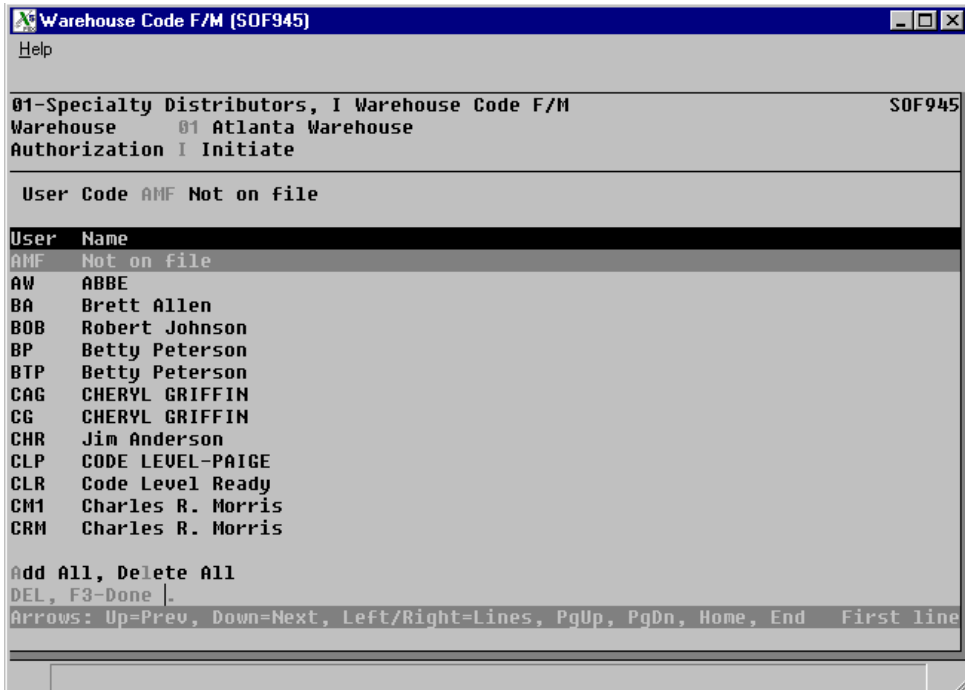 Warehouse Code F/M (SOF945)
Help
01-Specialty Distributors, I Warehouse Code F/M SOF945
Warehouse 01 Atlanta Warehouse
Authorization I Initiate
User Code AMF Not on file
User Name
AMF Not on file
AW ABBE
BA Brett Allen
BOB Robert Johnson
BP Betty Peterson
BTP Betty Peterson
CAG CHERYL GRIFFIN
CG CHERYL GRIFFIN
CHR Jim Anderson
CLP CODE LEVEL-PAIGE
CLR Code Level Ready
CM1 Charles R. Morris
CRM Charles R. Morris
Add All, Delete All
DEL, F3-Done .
Arrows: Up=Prev, Down=Next, Left/Right=Lines, PgUp, PgDn, Home, End First line